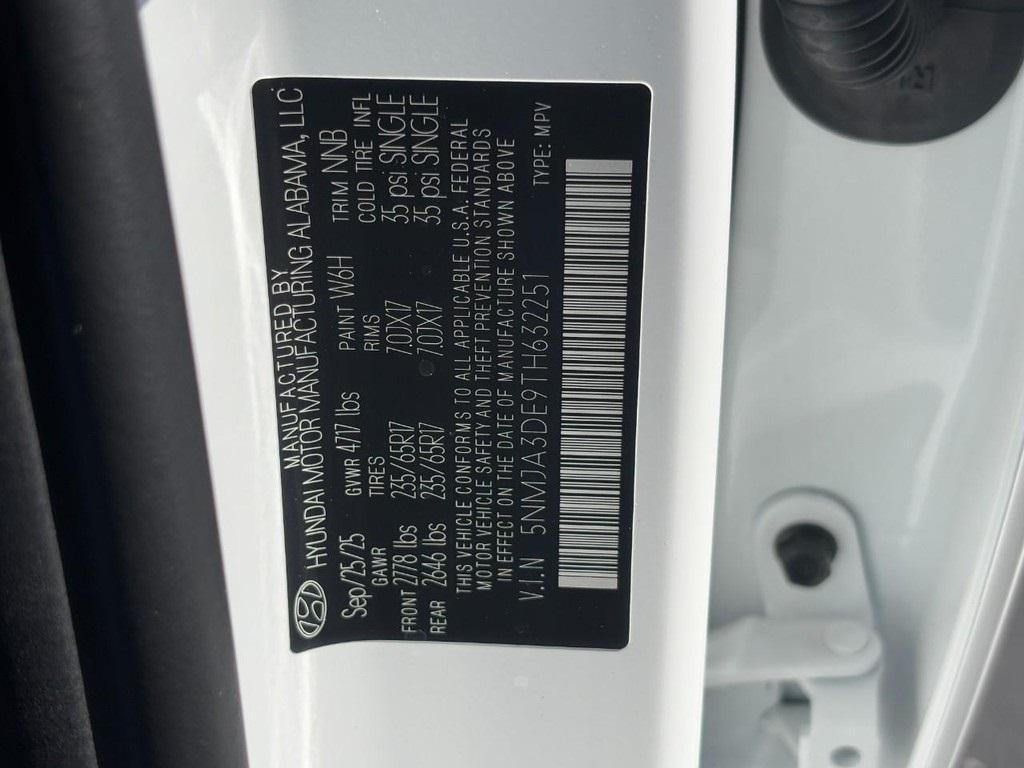 MANUFACTURED BY
HYUNDAI MOTOR MANUFACTURING ALABAMA, LLC
Sep/25/25 GVWR 4717 lbs PAINT W6H TRIM NNB
GAWR TIRES RIMS COLD TIRE INFL
FRONT 2778 lbs 235/65R17 7.0JX17 35 psi SINGLE
REAR 2646 lbs 235/65R17 7.0JX17 35 psi SINGLE
THIS VEHICLE CONFORMS TO ALL APPLICABLE U.S.A. FEDERAL
MOTOR VEHICLE SAFETY AND THEFT PREVENTION STANDARDS
IN EFFECT ON THE DATE OF MANUFACTURE SHOWN ABOVE
V.I.N 5NMJA3DE9TH632251 TYPE: MPV